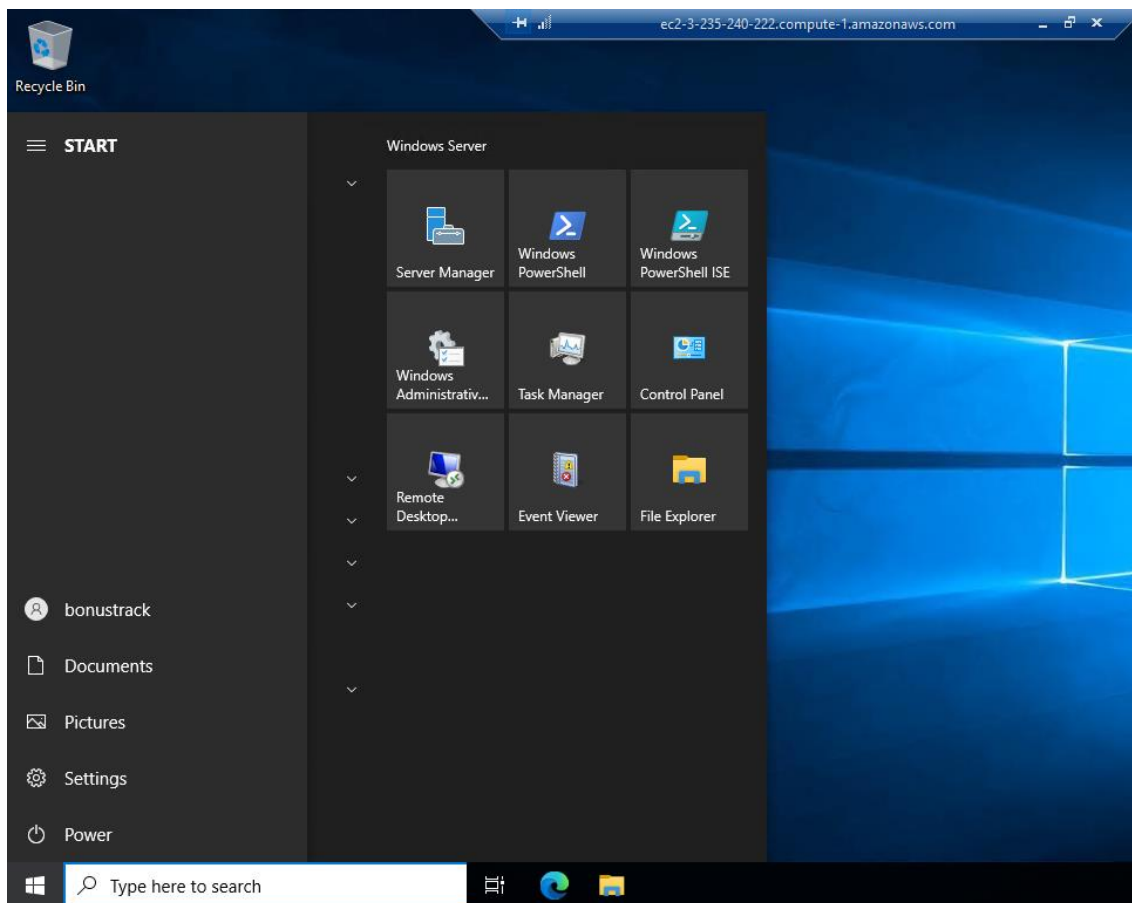 ec2-3-235-240-222.compute-1.amazonaws.com
Recycle Bin
START
bonustrack
Documents
Pictures
Settings
Power
Windows Server
Server Manager
Windows
PowerShell
Windows
PowerShell ISE
Windows
Administrativ...
Task Manager
Control Panel
Remote
Desktop...
Event Viewer
File Explorer
Type here to search